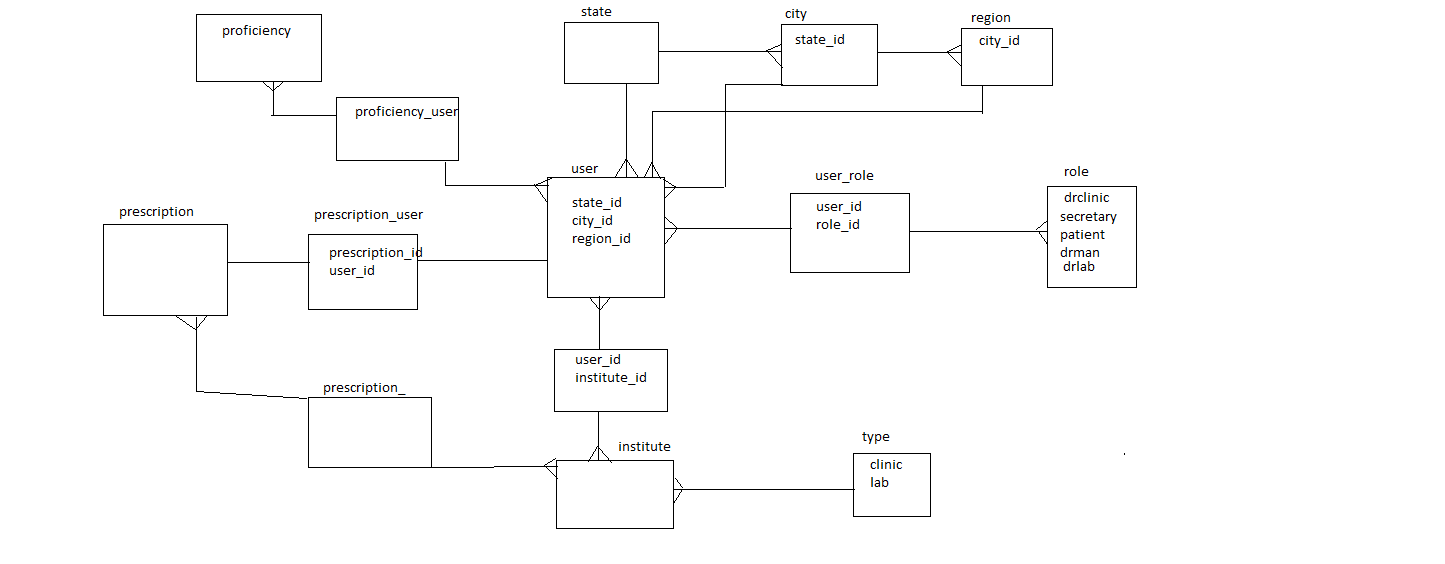 state
city
region
proficiency
state_id
city_id
proficiency_user
user
user_role
role
state_id
city_id
region_id
user_id
role_id
drclinic
secretary
patient
drman
drlab
prescription
prescription_user
prescription_id
user_id
user_id
institute_id
prescription_
institute
type
clinic
lab